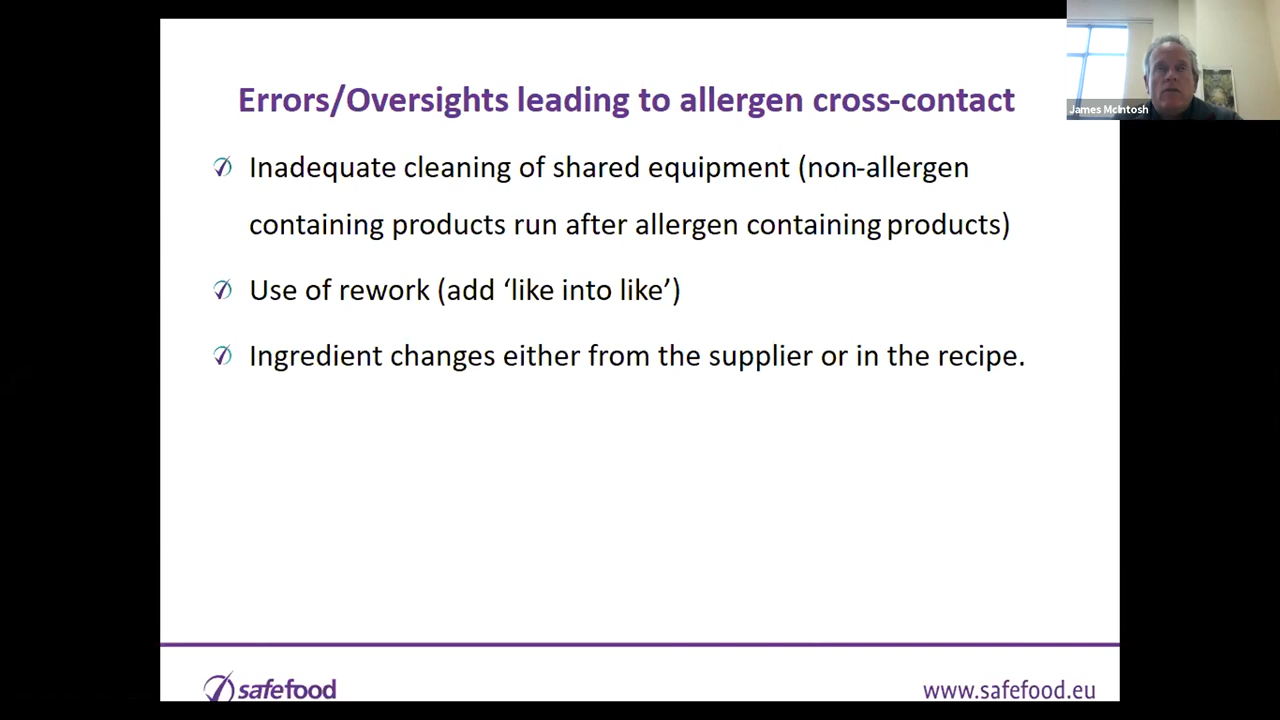 Errors/Oversights leading to allergen cross-contact
James McIntosh
Inadequate cleaning of shared equipment (non-allergen
containing products run after allergen containing products)
Use of rework (add ‘like into like’)
Ingredient changes either from the supplier or in the recipe.
safefood
www.safefood.eu